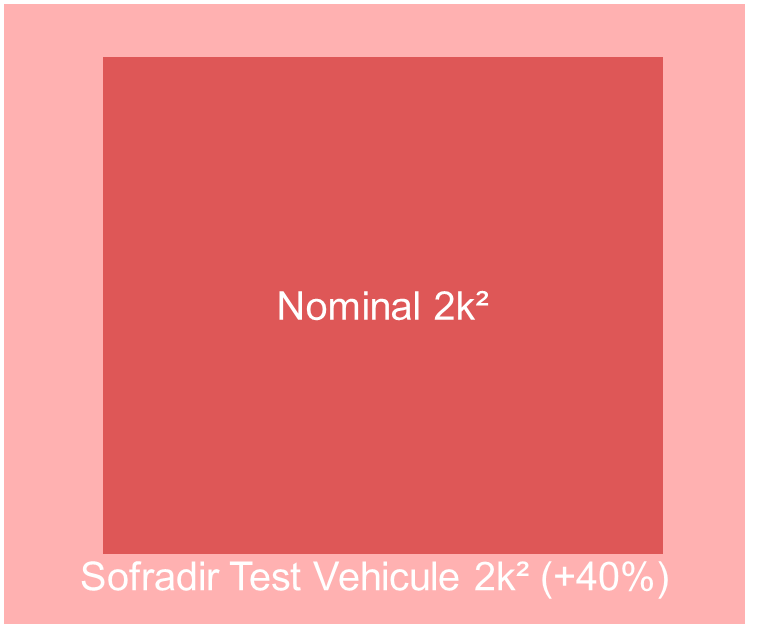 Nominal 2k²
Sofradir Test Vehicule 2k² (+40%)